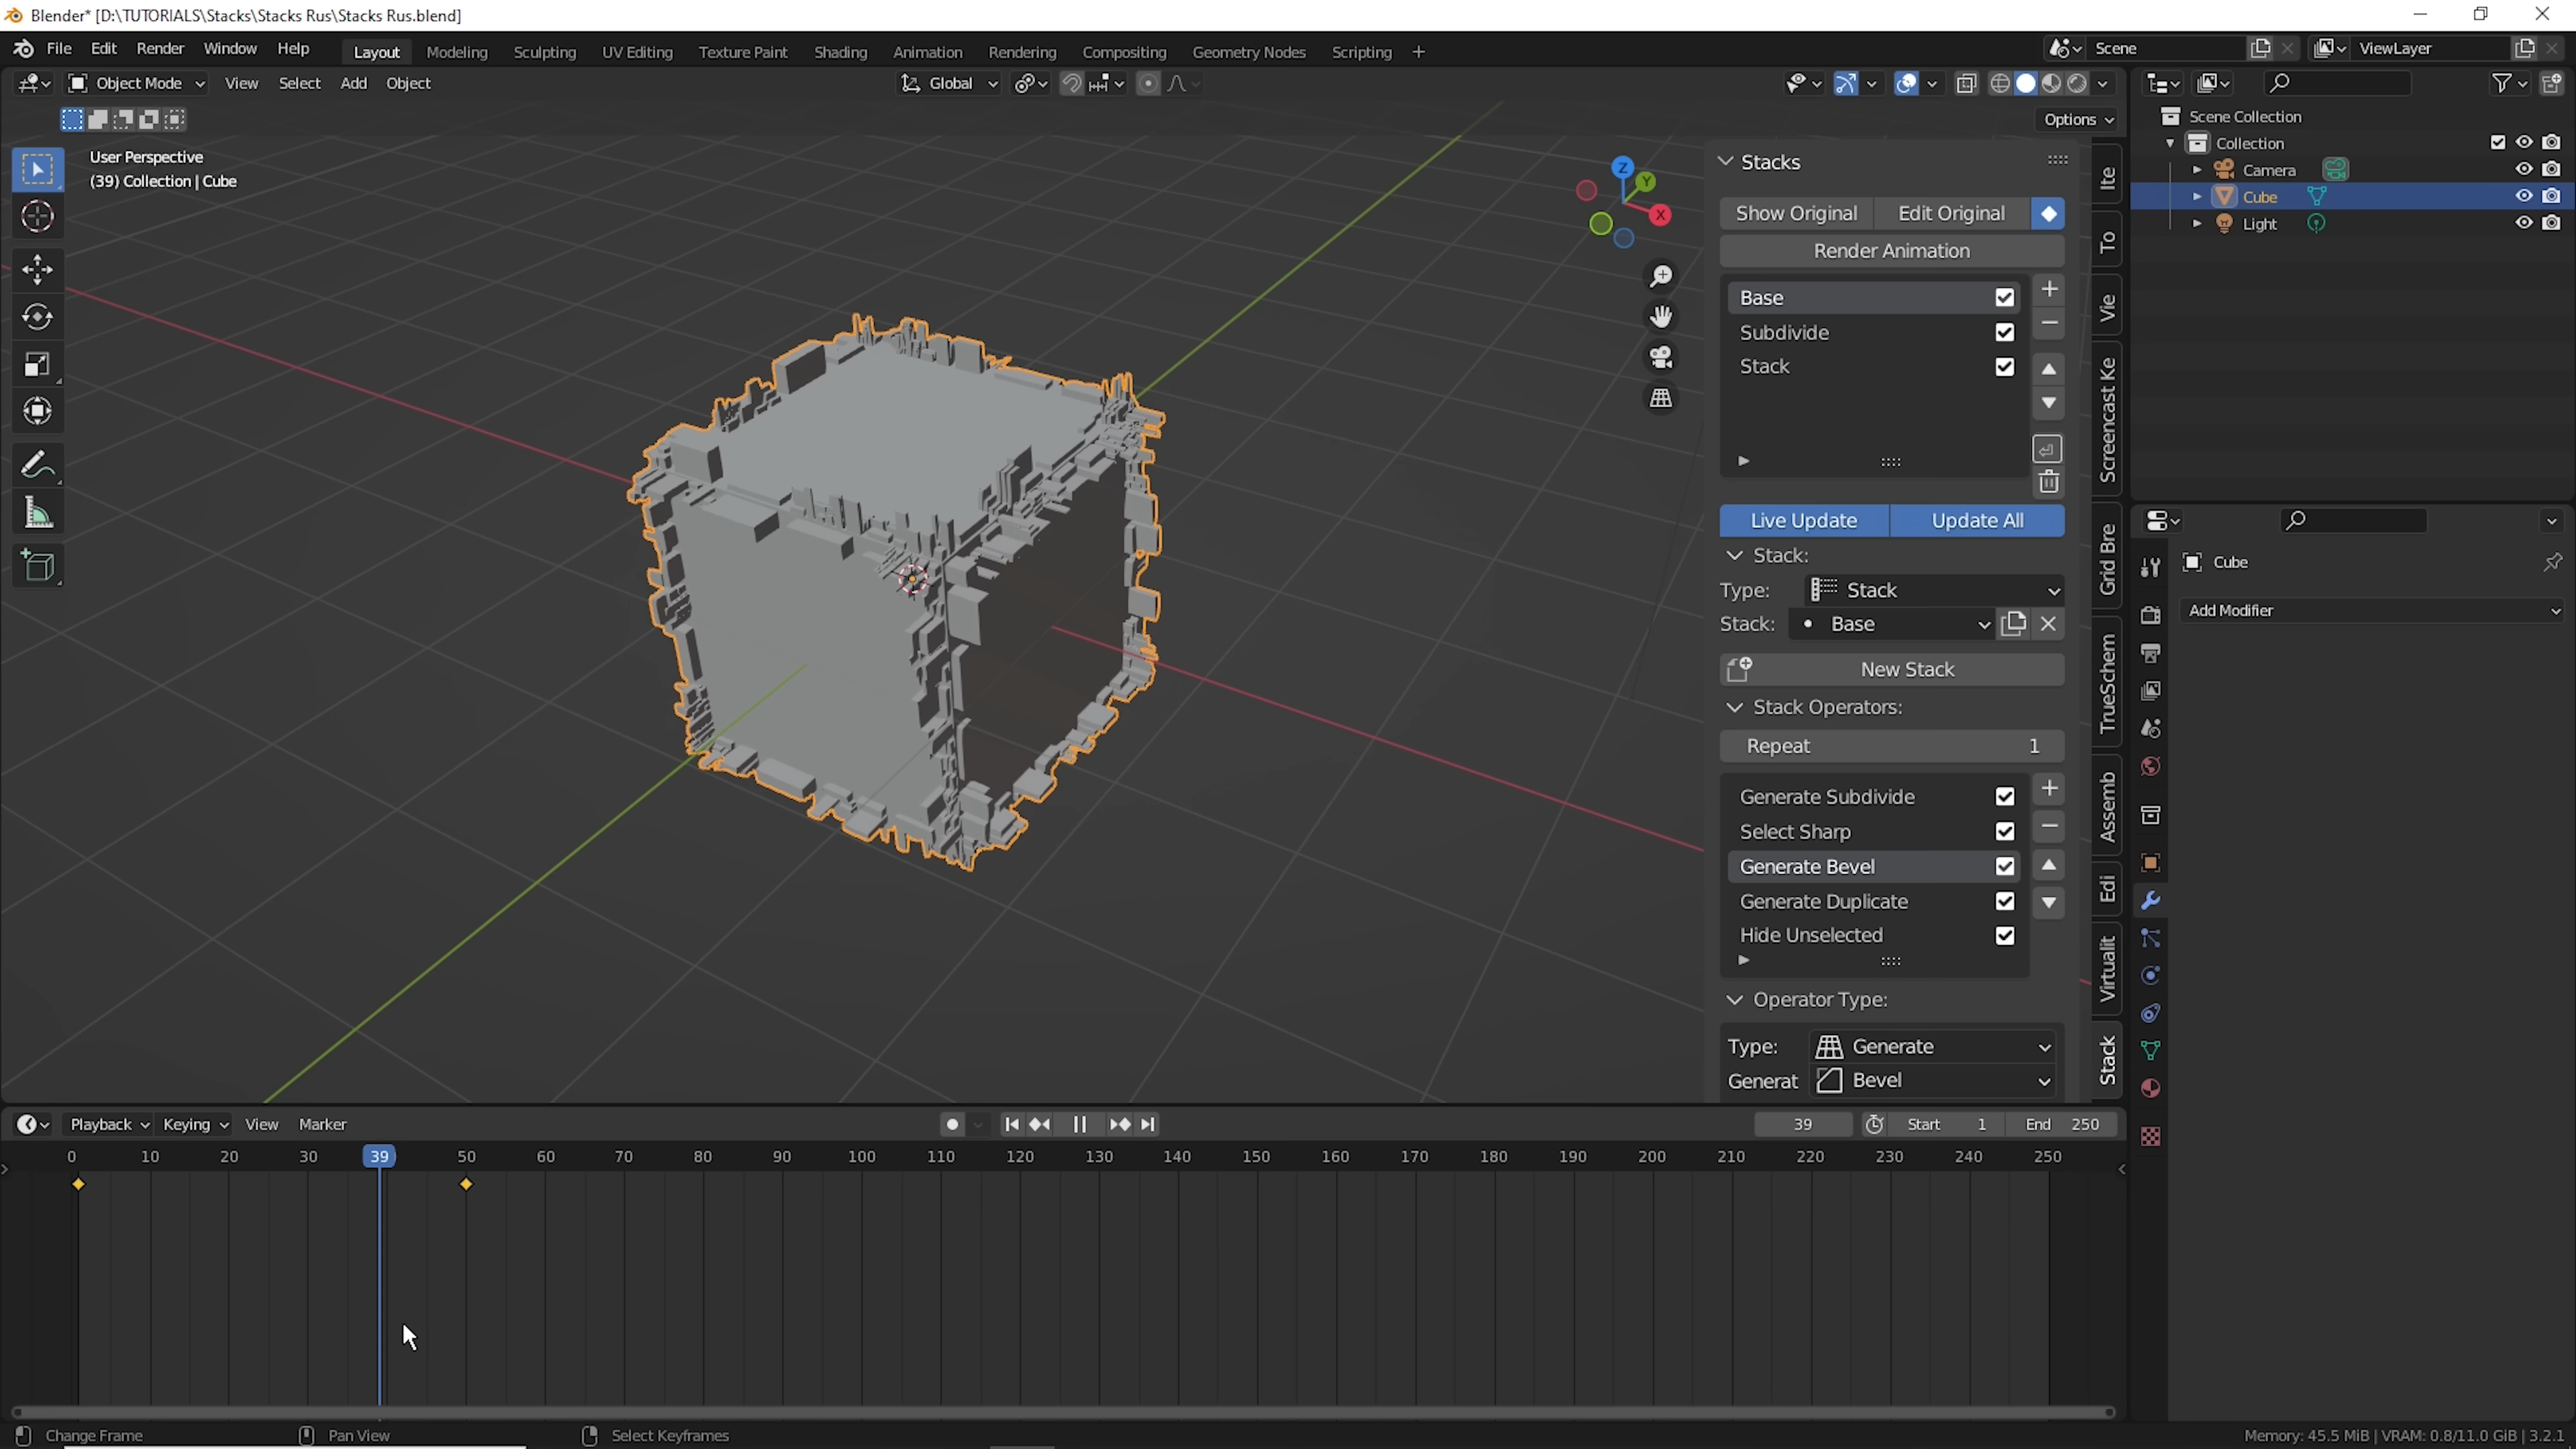 Blender* [D:\TUTORIALS\Stacks\Stacks Rus\Stacks Rus.blend]
File Edit Render Window Help Layout Modeling Sculpting UV Editing Texture Paint Shading Animation Rendering Compositing Geometry Nodes Scripting + Scene ViewLayer
Object Mode View Select Add Object Global
Options
User Perspective
(39) Collection | Cube
Z
Y
X
Stacks
Show Original Edit Original
Render Animation
Base
Subdivide
Stack
Live Update Update All
Stack:
Type: Stack
Stack: Base
New Stack
Stack Operators:
Repeat 1
Generate Subdivide
Select Sharp
Generate Bevel
Generate Duplicate
Hide Unselected
Operator Type:
Type: Generate
Generat Bevel
Ite
To
Vie
Screencast Ke
Grid Bre
TrueSchem
Assemb
Edi
Virtualit
Stack
Scene Collection
Collection
Camera
Cube
Light
Cube
Add Modifier
Playback Keying View Marker 39 Start 1 End 250
0 10 20 30 39 50 60 70 80 90 100 110 120 130 140 150 160 170 180 190 200 210 220 230 240 250
Change Frame Pan View Select Keyframes Memory: 45.5 MiB | VRAM: 0.8/11.0 GiB | 3.2.1